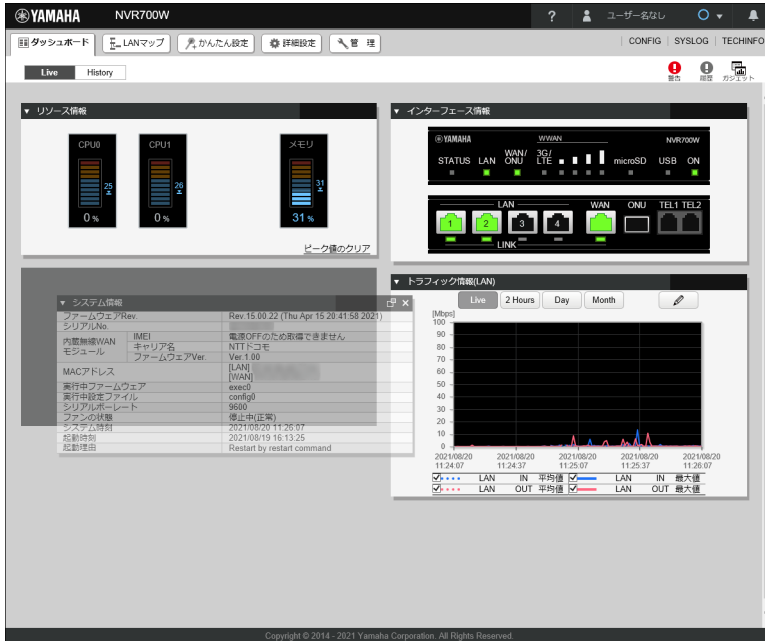 YAMAHA NVR700W ? ユーザー名なし
ダッシュボード LANマップ かんたん設定 詳細設定 管 理 CONFIG SYSLOG TECHINFO
Live History 警告 履歴 ガジェット
▼ リソース情報
CPU0 CPU1 メモリ
25 26 31
0 % 0 % 31 %
ピーク値のクリア
▼ インターフェース情報
YAMAHA WWAN NVR700W
STATUS LAN WAN/ONU 3G/LTE microSD USB ON
LAN WAN ONU TEL1 TEL2
1 2 3 4
LINK
▼ システム情報
ファームウェアRev. Rev.15.00.22 (Thu Apr 15 20:41:58 2021)
シリアルNo.
内蔵無線WANモジュール IMEI 電源OFFのため取得できません
キャリア名 NTTドコモ
ファームウェアVer. Ver.1.00
MACアドレス [LAN]
[WAN]
実行中ファームウェア exec0
実行中設定ファイル config0
シリアルボーレート 9600
ファンの状態 停止中(正常)
システム時刻 2021/08/20 11:26:07
起動時刻 2021/08/19 16:13:25
起動理由 Restart by restart command
▼ トラフィック情報(LAN)
Live 2 Hours Day Month
[Mbps]
100
90
80
70
60
50
40
30
20
10
0
2021/08/20 2021/08/20 2021/08/20 2021/08/20 2021/08/20
11:24:07 11:24:37 11:25:07 11:25:37 11:26:07
LAN IN 平均値 LAN IN 最大値
LAN OUT 平均値 LAN OUT 最大値
Copyright © 2014 - 2021 Yamaha Corporation. All Rights Reserved.